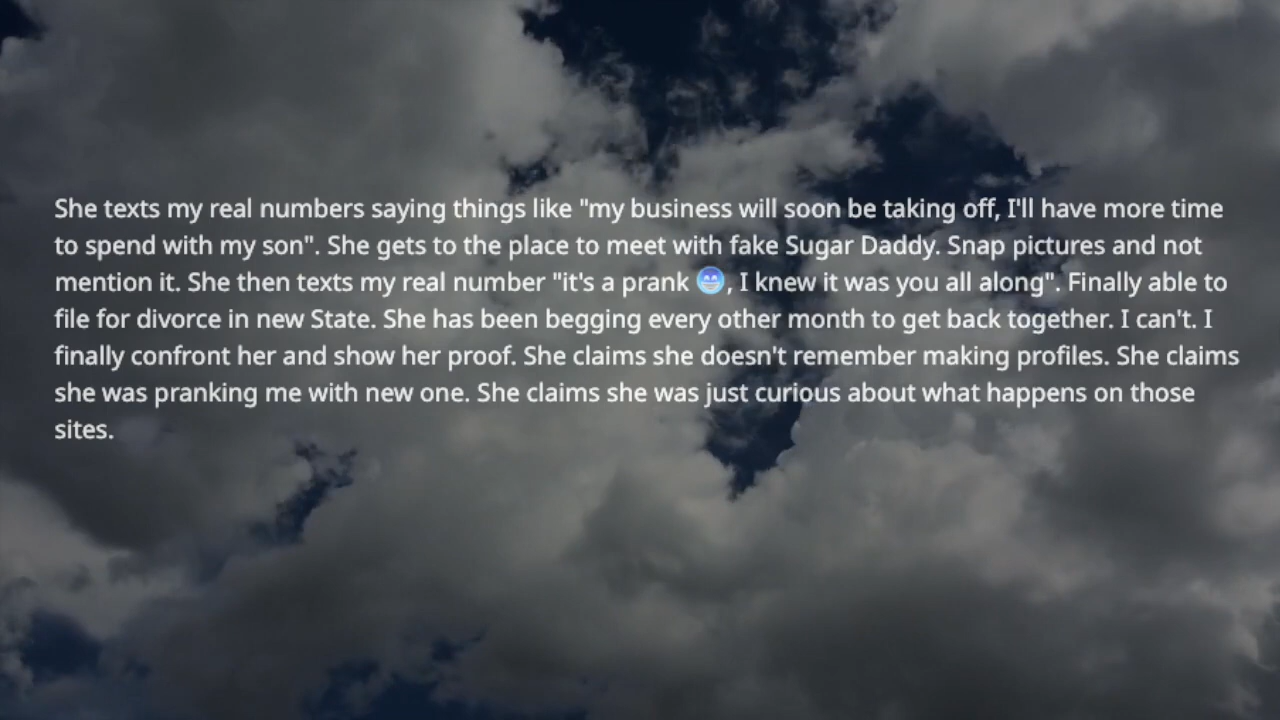 She texts my real numbers saying things like "my business will soon be taking off, I'll have more time
to spend with my son". She gets to the place to meet with fake Sugar Daddy. Snap pictures and not
mention it. She then texts my real number "it's a prank 😁, I knew it was you all along". Finally able to
file for divorce in new State. She has been begging every other month to get back together. I can't. I
finally confront her and show her proof. She claims she doesn't remember making profiles. She claims
she was pranking me with new one. She claims she was just curious about what happens on those
sites.